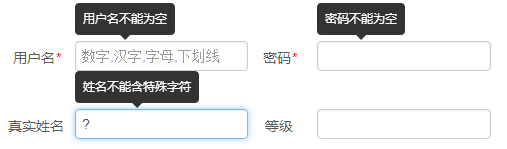 用户名不能为空 密码不能为空
用户名* 数字,汉字,字母,下划线 密码*
姓名不能含特殊字符
真实姓名 ? 等级